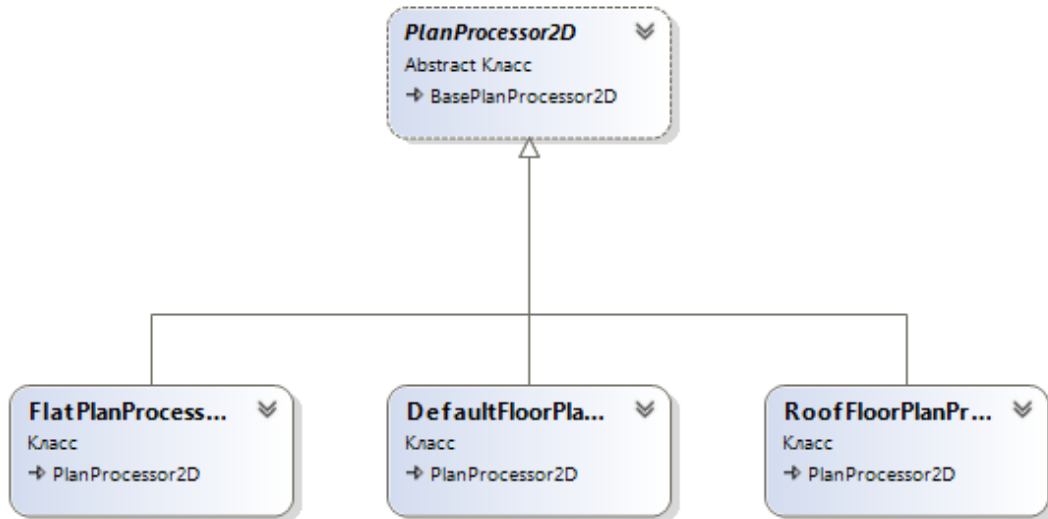 PlanProcessor2D
Abstract Класс
BasePlanProcessor2D
FlatPlanProcess...
Класс
PlanProcessor2D
DefaultFloorPla...
Класс
PlanProcessor2D
RoofFloorPlanPr...
Класс
PlanProcessor2D